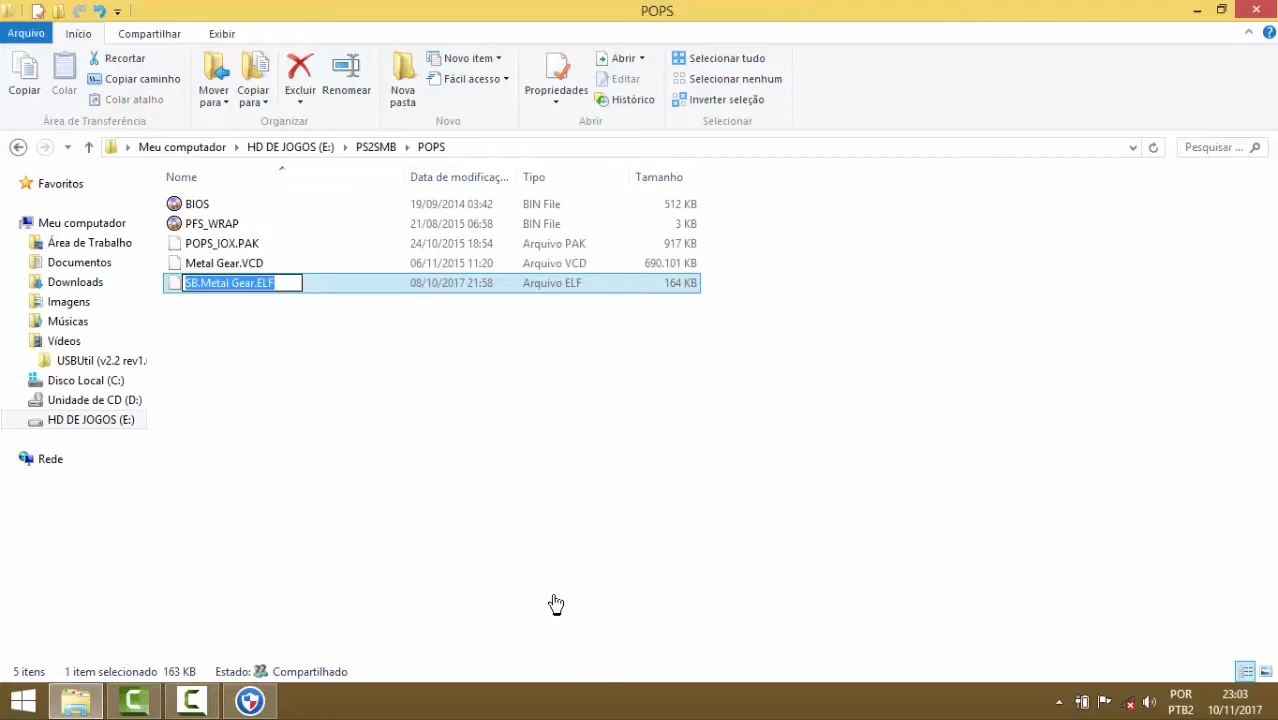 POPS
Arquivo Início Compartilhar Exibir
Copiar
Colar
Recortar
Copiar caminho
Colar atalho
Área de Transferência
Mover para
Copiar para
Excluir
Renomear
Organizar
Nova pasta
Novo item
Fácil acesso
Novo
Propriedades
Abrir
Editar
Histórico
Abrir
Selecionar tudo
Selecionar nenhum
Inverter seleção
Selecionar
Meu computador HD DE JOGOS (E:) PS2SMB POPS
Pesquisar ...
Nome Data de modificaç... Tipo Tamanho
BIOS 19/09/2014 03:42 BIN File 512 KB
PFS_WRAP 21/08/2015 06:58 BIN File 3 KB
POPS_IOX.PAK 24/10/2015 18:54 Arquivo PAK 917 KB
Metal Gear.VCD 06/11/2015 11:20 Arquivo VCD 690.101 KB
SB.Metal Gear.ELF 08/10/2017 21:58 Arquivo ELF 164 KB
Favoritos
Meu computador
Área de Trabalho
Documentos
Downloads
Imagens
Músicas
Vídeos
USBUtil (v2.2 rev1.
Disco Local (C:)
Unidade de CD (D:)
HD DE JOGOS (E:)
Rede
5 itens 1 item selecionado 163 KB Estado: Compartilhado
POR
PTB2
23:03
10/11/2017